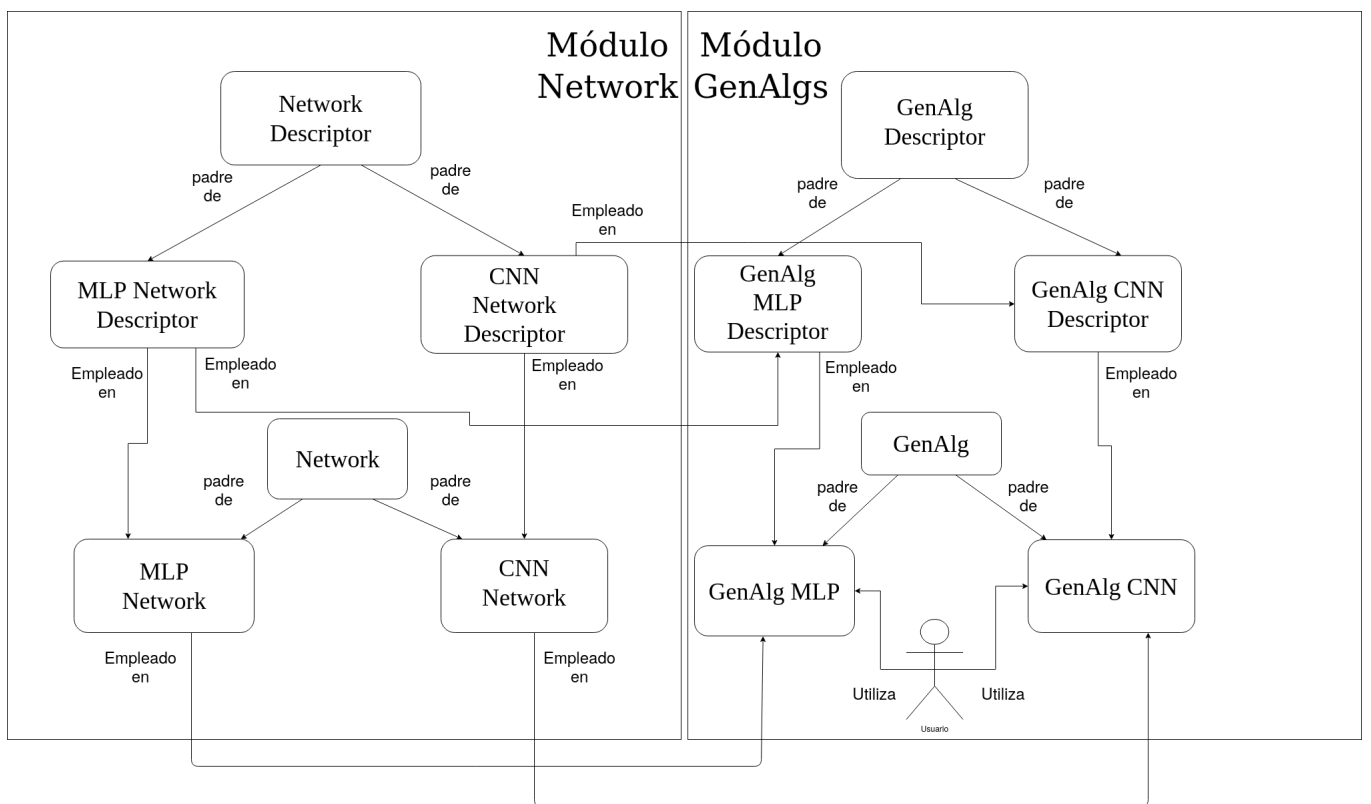 Módulo
Network
Módulo
GenAlgs
Network
Descriptor
padre
de
padre
de
Empleado
en
MLP Network
Descriptor
CNN
Network
Descriptor
Empleado
en
Empleado
en
Empleado
en
Network
padre
de
padre
de
MLP
Network
CNN
Network
Empleado
en
Empleado
en
GenAlg
Descriptor
padre
de
padre
de
GenAlg
MLP
Descriptor
GenAlg CNN
Descriptor
Empleado
en
Empleado
en
GenAlg
padre
de
padre
de
GenAlg MLP
GenAlg CNN
Utiliza
Utiliza
Usuario